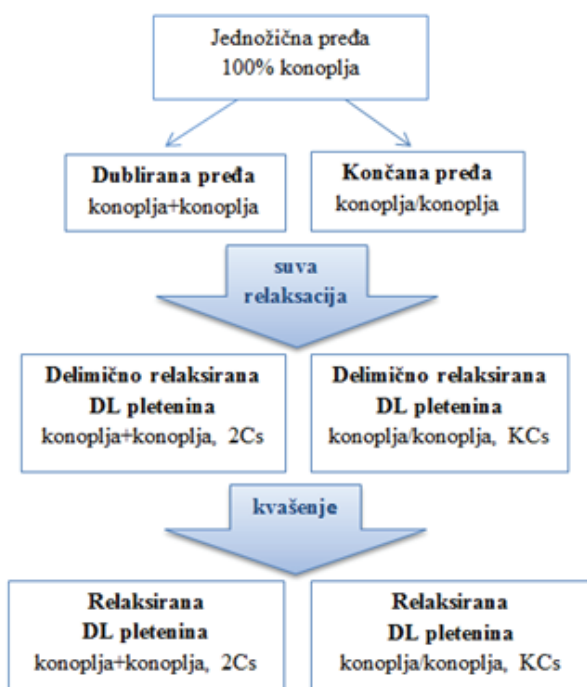 Jednožična pređa
100% konoplja
Dublirana pređa
konoplja+konoplja
Končana pređa
konoplja/konoplja
suva
relaksacija
Delimično relaksirana
DL pletenina
konoplja+konoplja, 2Cs
Delimično relaksirana
DL pletenina
konoplja/konoplja, KCs
kvašenje
Relaksirana
DL pletenina
konoplja+konoplja, 2Cs
Relaksirana
DL pletenina
konoplja/konoplja, KCs